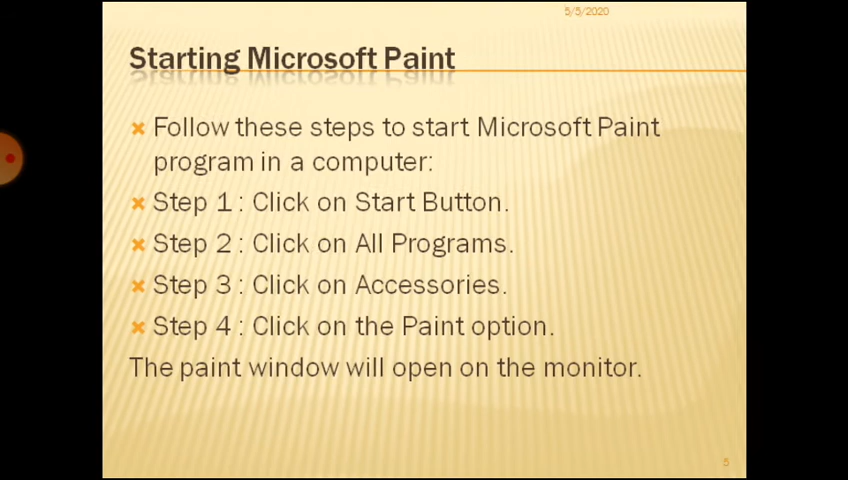 5/5/2020
Starting Microsoft Paint
Follow these steps to start Microsoft Paint
program in a computer:
Step 1 : Click on Start Button.
Step 2 : Click on All Programs.
Step 3 : Click on Accessories.
Step 4 : Click on the Paint option.
The paint window will open on the monitor.
5